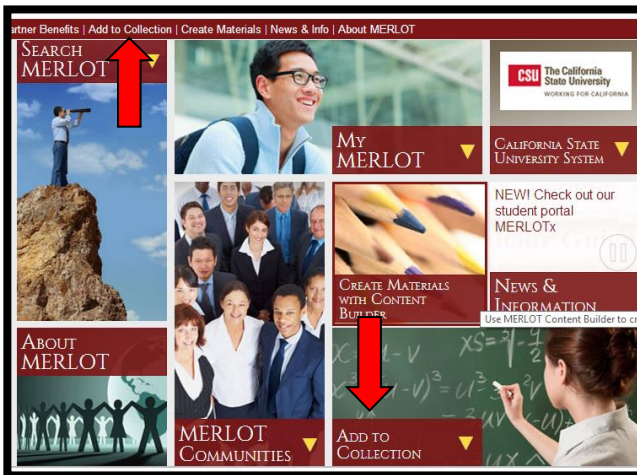 artner Benefits | Add to Collection | Create Materials | News & Info | About MERLOT
SEARCH
MERLOT
MY
MERLOT
CSU The California
State University
WORKING FOR CALIFORNIA
CALIFORNIA STATE
UNIVERSITY SYSTEM
NEW! Check out our
student portal
MERLOTx
CREATE MATERIALS
WITH CONTENT
BUILDER
NEWS &
INFORMATION
Use MERLOT Content Builder to cr
ABOUT
MERLOT
MERLOT
COMMUNITIES
ADD TO
COLLECTION